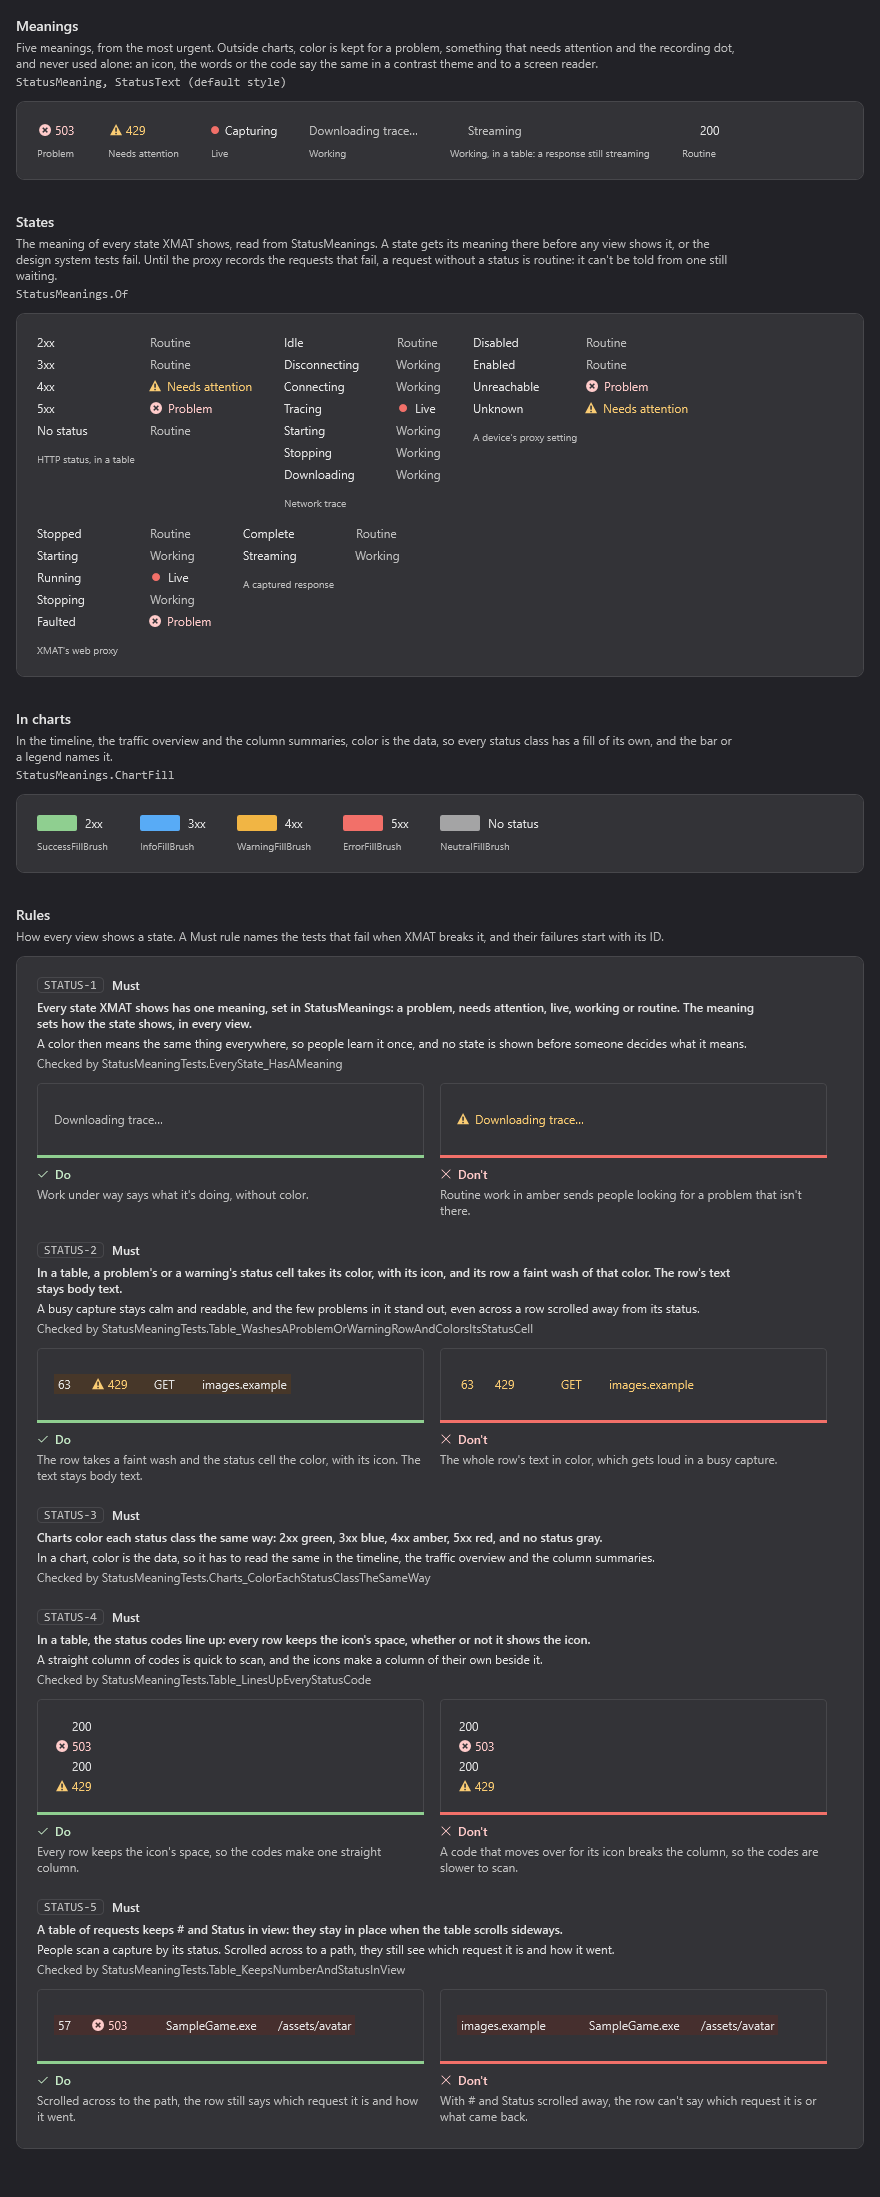 Meanings
Five meanings, from the most urgent. Outside charts, color is kept for a problem, something that needs attention and the recording dot,
and never used alone: an icon, the words or the code say the same in a contrast theme and to a screen reader.
StatusMeaning, StatusText (default style)
503 429 Capturing Downloading trace... Streaming 200
Problem Needs attention Live Working Working, in a table: a response still streaming Routine
States
The meaning of every state XMAT shows, read from StatusMeanings. A state gets its meaning there before any view shows it, or the
design system tests fail. Until the proxy records the requests that fail, a request without a status is routine: it can't be told from one still
waiting.
StatusMeanings.Of
2xx Routine
3xx Routine
4xx Needs attention
5xx Problem
No status Routine
HTTP status, in a table
Idle Routine
Disconnecting Working
Connecting Working
Tracing Live
Starting Working
Stopping Working
Downloading Working
Network trace
Disabled Routine
Enabled Routine
Unreachable Problem
Unknown Needs attention
A device's proxy setting
Stopped Routine
Starting Working
Running Live
Stopping Working
Faulted Problem
XMAT's web proxy
Complete Routine
Streaming Working
A captured response
In charts
In the timeline, the traffic overview and the column summaries, color is the data, so every status class has a fill of its own, and the bar or
a legend names it.
StatusMeanings.ChartFill
2xx 3xx 4xx 5xx No status
SuccessFillBrush InfoFillBrush WarningFillBrush ErrorFillBrush NeutralFillBrush
Rules
How every view shows a state. A Must rule names the tests that fail when XMAT breaks it, and their failures start with its ID.
STATUS-1 Must
Every state XMAT shows has one meaning, set in StatusMeanings: a problem, needs attention, live, working or routine. The meaning
sets how the state shows, in every view.
A color then means the same thing everywhere, so people learn it once, and no state is shown before someone decides what it means.
Checked by StatusMeaningTests.EveryState_HasAMeaning
Downloading trace...
Do
Work under way says what it's doing, without color.
Downloading trace...
Don't
Routine work in amber sends people looking for a problem that isn't
there.
STATUS-2 Must
In a table, a problem's or a warning's status cell takes its color, with its icon, and its row a faint wash of that color. The row's text
stays body text.
A busy capture stays calm and readable, and the few problems in it stand out, even across a row scrolled away from its status.
Checked by StatusMeaningTests.Table_WashesAProblemOrWarningRowAndColorsItsStatusCell
63 429 GET images.example
Do
The row takes a faint wash and the status cell the color, with its icon. The
text stays body text.
63 429 GET images.example
Don't
The whole row's text in color, which gets loud in a busy capture.
STATUS-3 Must
Charts color each status class the same way: 2xx green, 3xx blue, 4xx amber, 5xx red, and no status gray.
In a chart, color is the data, so it has to read the same in the timeline, the traffic overview and the column summaries.
Checked by StatusMeaningTests.Charts_ColorEachStatusClassTheSameWay
STATUS-4 Must
In a table, the status codes line up: every row keeps the icon's space, whether or not it shows the icon.
A straight column of codes is quick to scan, and the icons make a column of their own beside it.
Checked by StatusMeaningTests.Table_LinesUpEveryStatusCode
200
503
200
429
Do
Every row keeps the icon's space, so the codes make one straight
column.
200
503
200
429
Don't
A code that moves over for its icon breaks the column, so the codes are
slower to scan.
STATUS-5 Must
A table of requests keeps # and Status in view: they stay in place when the table scrolls sideways.
People scan a capture by its status. Scrolled across to a path, they still see which request it is and how it went.
Checked by StatusMeaningTests.Table_KeepsNumberAndStatusInView
57 503 SampleGame.exe /assets/avatar
Do
Scrolled across to the path, the row still says which request it is and how
it went.
images.example SampleGame.exe /assets/avatar
Don't
With # and Status scrolled away, the row can't say which request it is or
what came back.